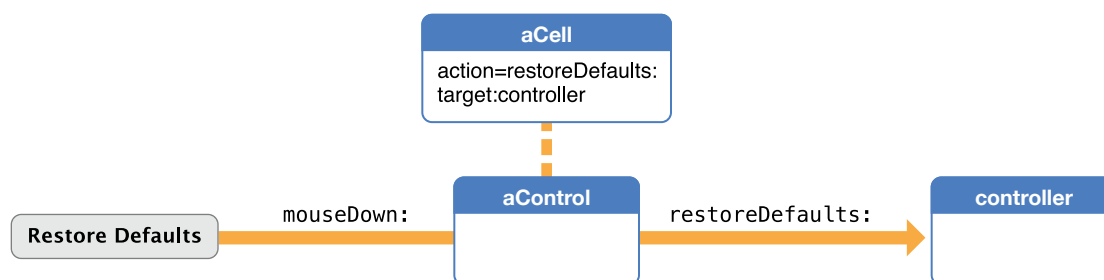 aCell
action=restoreDefaults:
target:controller
Restore Defaults
mouseDown:
aControl
restoreDefaults:
controller